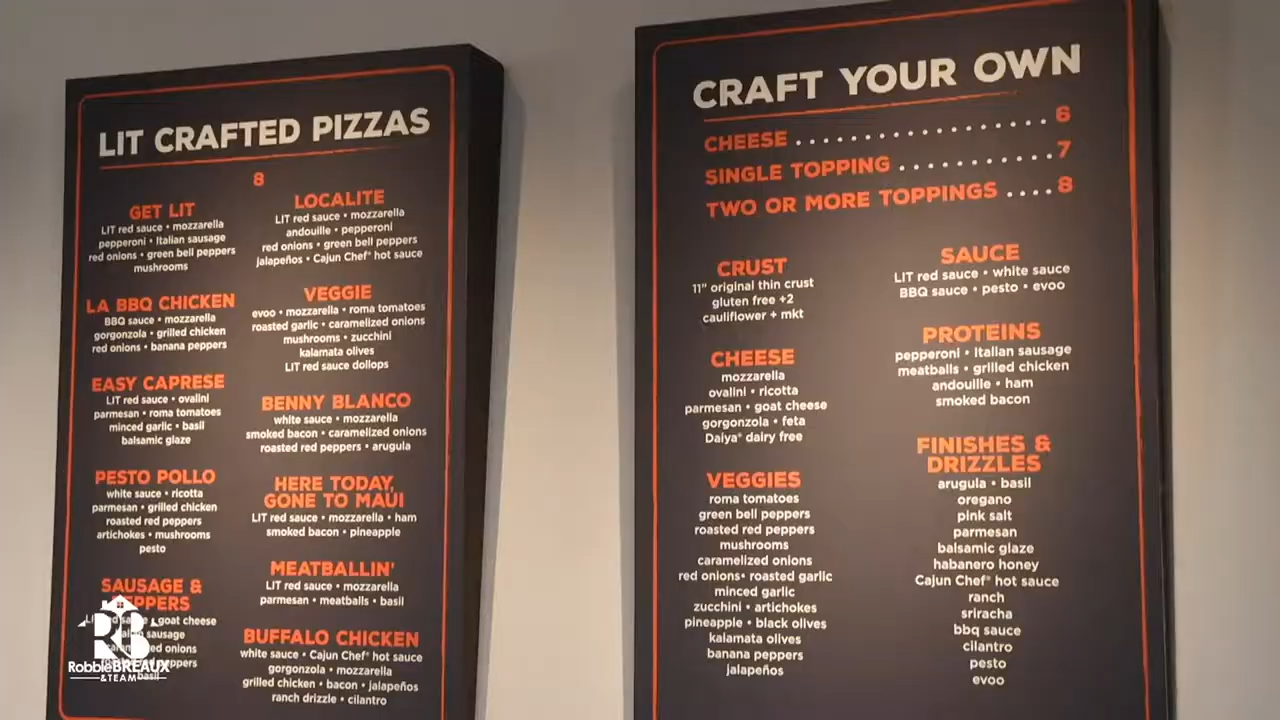 LIT CRAFTED PIZZAS
8
GET LIT
LIT red sauce • mozzarella
pepperoni • Italian sausage
red onions • green bell peppers
mushrooms
LA BBQ CHICKEN
BBQ sauce • mozzarella
gorgonzola • grilled chicken
red onions • banana peppers
EASY CAPRESE
LIT red sauce • ovalini
parmesan • roma tomatoes
minced garlic • basil
balsamic glaze
PESTO POLLO
white sauce • ricotta
parmesan • grilled chicken
roasted red peppers
artichokes • mushrooms
pesto
SAUSAGE &
PEPPERS
goat cheese
sausage
onions
peppers
basil
LOCALITE
LIT red sauce • mozzarella
andouille • pepperoni
red onions • green bell peppers
jalapeños • Cajun Chef® hot sauce
VEGGIE
evoo • mozzarella • roma tomatoes
roasted garlic • caramelized onions
mushrooms • zucchini
kalamata olives
LIT red sauce dollops
BENNY BLANCO
white sauce • mozzarella
smoked bacon • caramelized onions
roasted red peppers • arugula
HERE TODAY,
GONE TO MAUI
LIT red sauce • mozzarella • ham
smoked bacon • pineapple
MEATBALLIN'
LIT red sauce • mozzarella
parmesan • meatballs • basil
BUFFALO CHICKEN
white sauce • Cajun Chef® hot sauce
gorgonzola • mozzarella
grilled chicken • bacon • jalapeños
ranch drizzle • cilantro
CRAFT YOUR OWN
CHEESE . . . . . . . . . . . . . . . . . 6
SINGLE TOPPING . . . . . . . . . . . 7
TWO OR MORE TOPPINGS . . . . 8
CRUST
11" original thin crust
gluten free +2
cauliflower + mkt
CHEESE
mozzarella
ovalini • ricotta
parmesan • goat cheese
gorgonzola • feta
Daiya® dairy free
VEGGIES
roma tomatoes
green bell peppers
roasted red peppers
mushrooms
caramelized onions
red onions• roasted garlic
minced garlic
zucchini • artichokes
pineapple • black olives
kalamata olives
banana peppers
jalapeños
SAUCE
LIT red sauce • white sauce
BBQ sauce • pesto • evoo
PROTEINS
pepperoni • Italian sausage
meatballs • grilled chicken
andouille • ham
smoked bacon
FINISHES &
DRIZZLES
arugula • basil
oregano
pink salt
parmesan
balsamic glaze
habanero honey
Cajun Chef® hot sauce
ranch
sriracha
bbq sauce
cilantro
pesto
evoo
RB
Robbie BREAUX
& TEAM